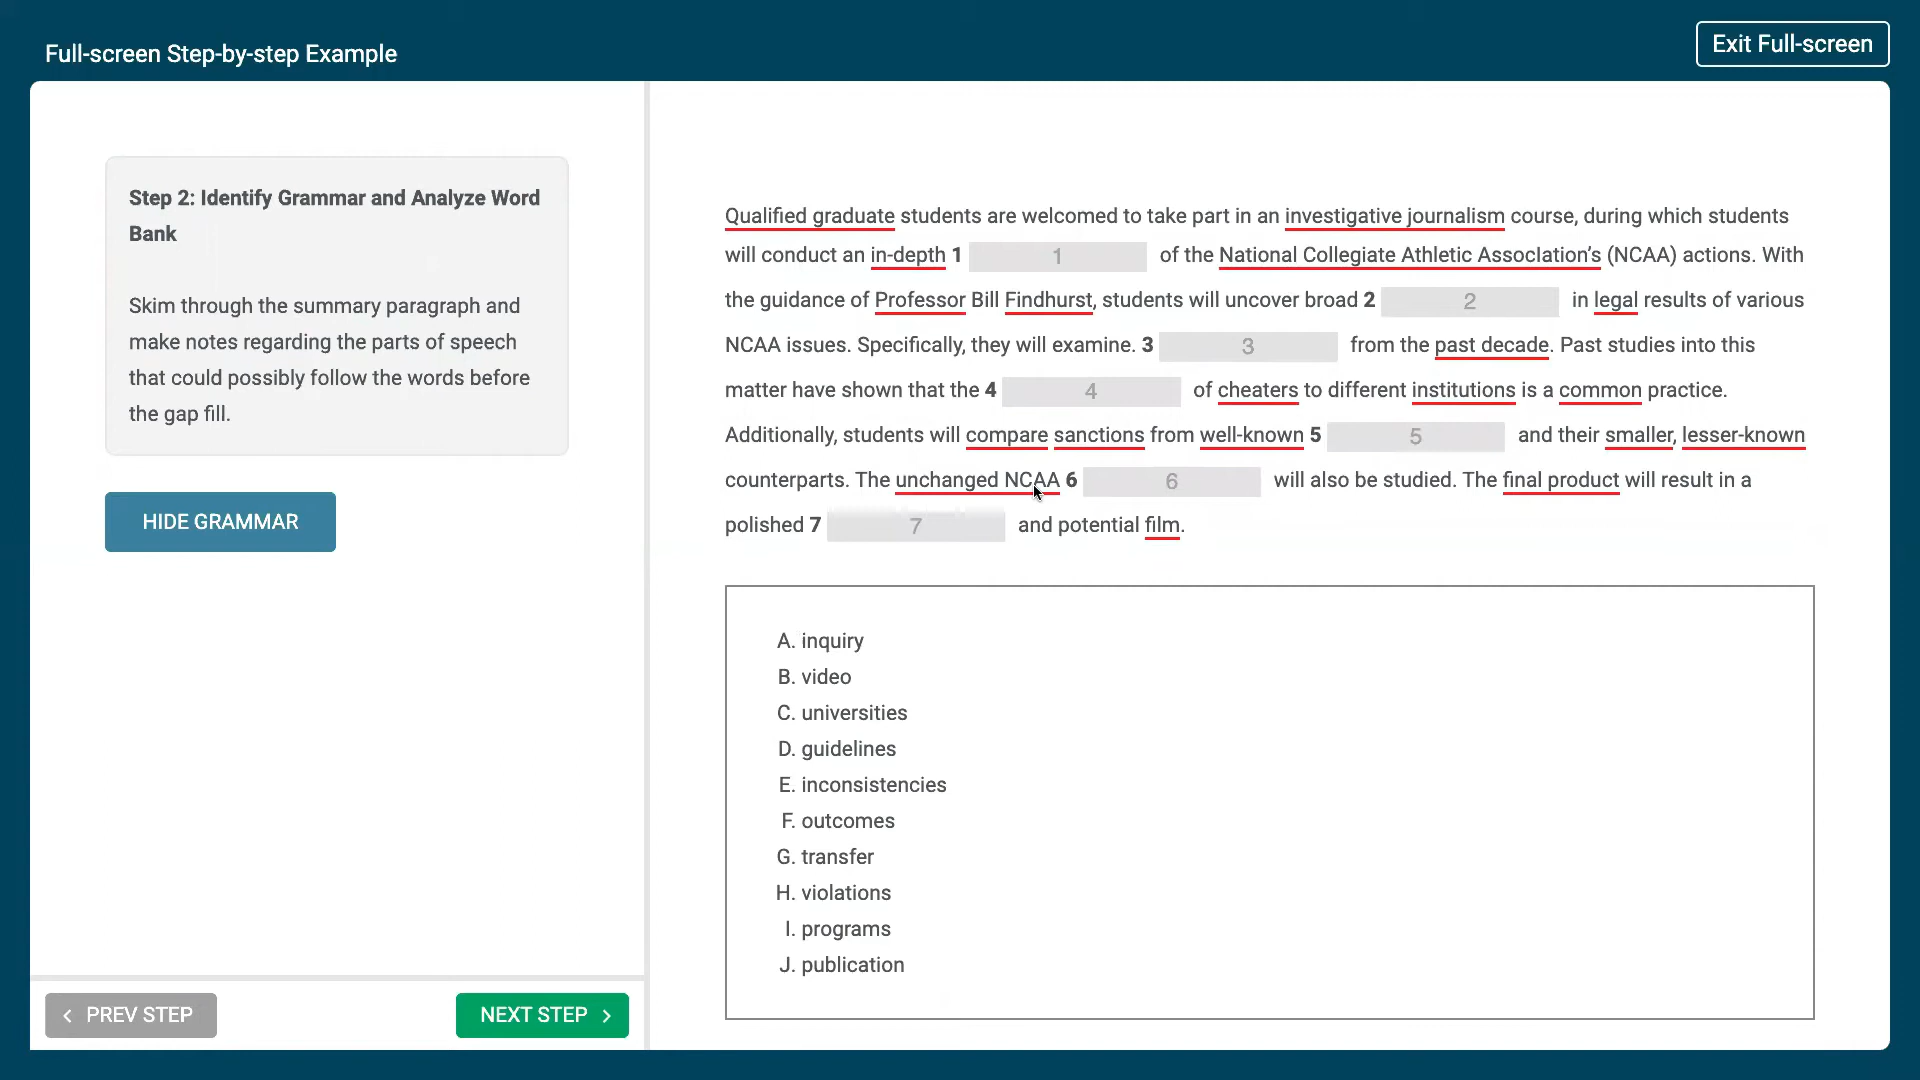 Full-screen Step-by-step Example
Exit Full-screen
Step 2: Identify Grammar and Analyze Word
Bank
Skim through the summary paragraph and
make notes regarding the parts of speech
that could possibly follow the words before
the gap fill.
HIDE GRAMMAR
PREV STEP
NEXT STEP
Qualified graduate students are welcomed to take part in an investigative journalism course, during which students
will conduct an in-depth 1 1 of the National Collegiate Athletic AssocIation’s (NCAA) actions. With
the guidance of Professor Bill Findhurst, students will uncover broad 2 2 in legal results of various
NCAA issues. Specifically, they will examine. 3 3 from the past decade. Past studies into this
matter have shown that the 4 4 of cheaters to different institutions is a common practice.
Additionally, students will compare sanctions from well-known 5 5 and their smaller, lesser-known
counterparts. The unchanged NCAA 6 6 will also be studied. The final product will result in a
polished 7 7 and potential film.
A. inquiry
B. video
C. universities
D. guidelines
E. inconsistencies
F. outcomes
G. transfer
H. violations
I. programs
J. publication